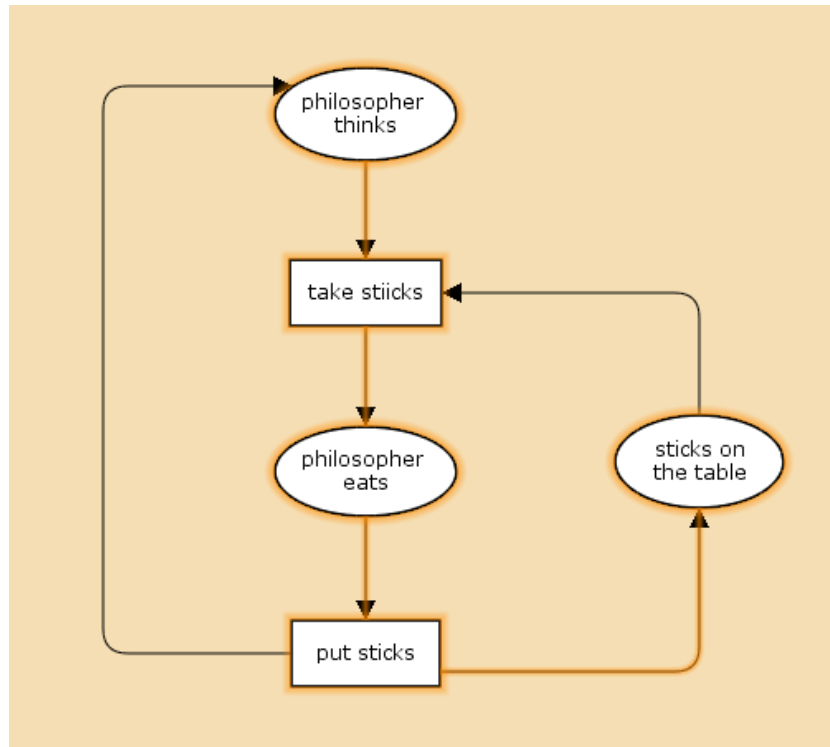 philosopher
thinks
take stiicks
philosopher
eats
sticks on
the table
put sticks